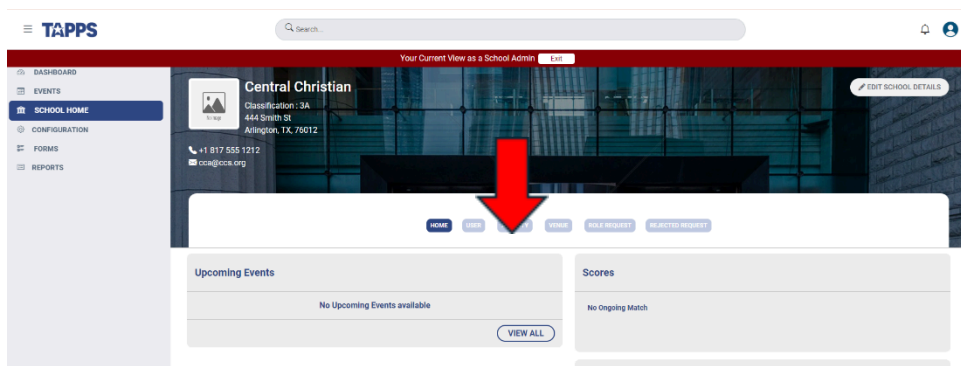 TAPPS
Search...
Your Current View as a School Admin Exit
DASHBOARD
EVENTS
SCHOOL HOME
CONFIGURATION
FORMS
REPORTS
Central Christian
Classification : 3A
444 Smith St
Arlington, TX, 76012
+1 817 555 1212
cca@ccs.org
EDIT SCHOOL DETAILS
HOME USER VENUE ROLE REQUEST REJECTED REQUEST
Upcoming Events
No Upcoming Events available
VIEW ALL
Scores
No Ongoing Match